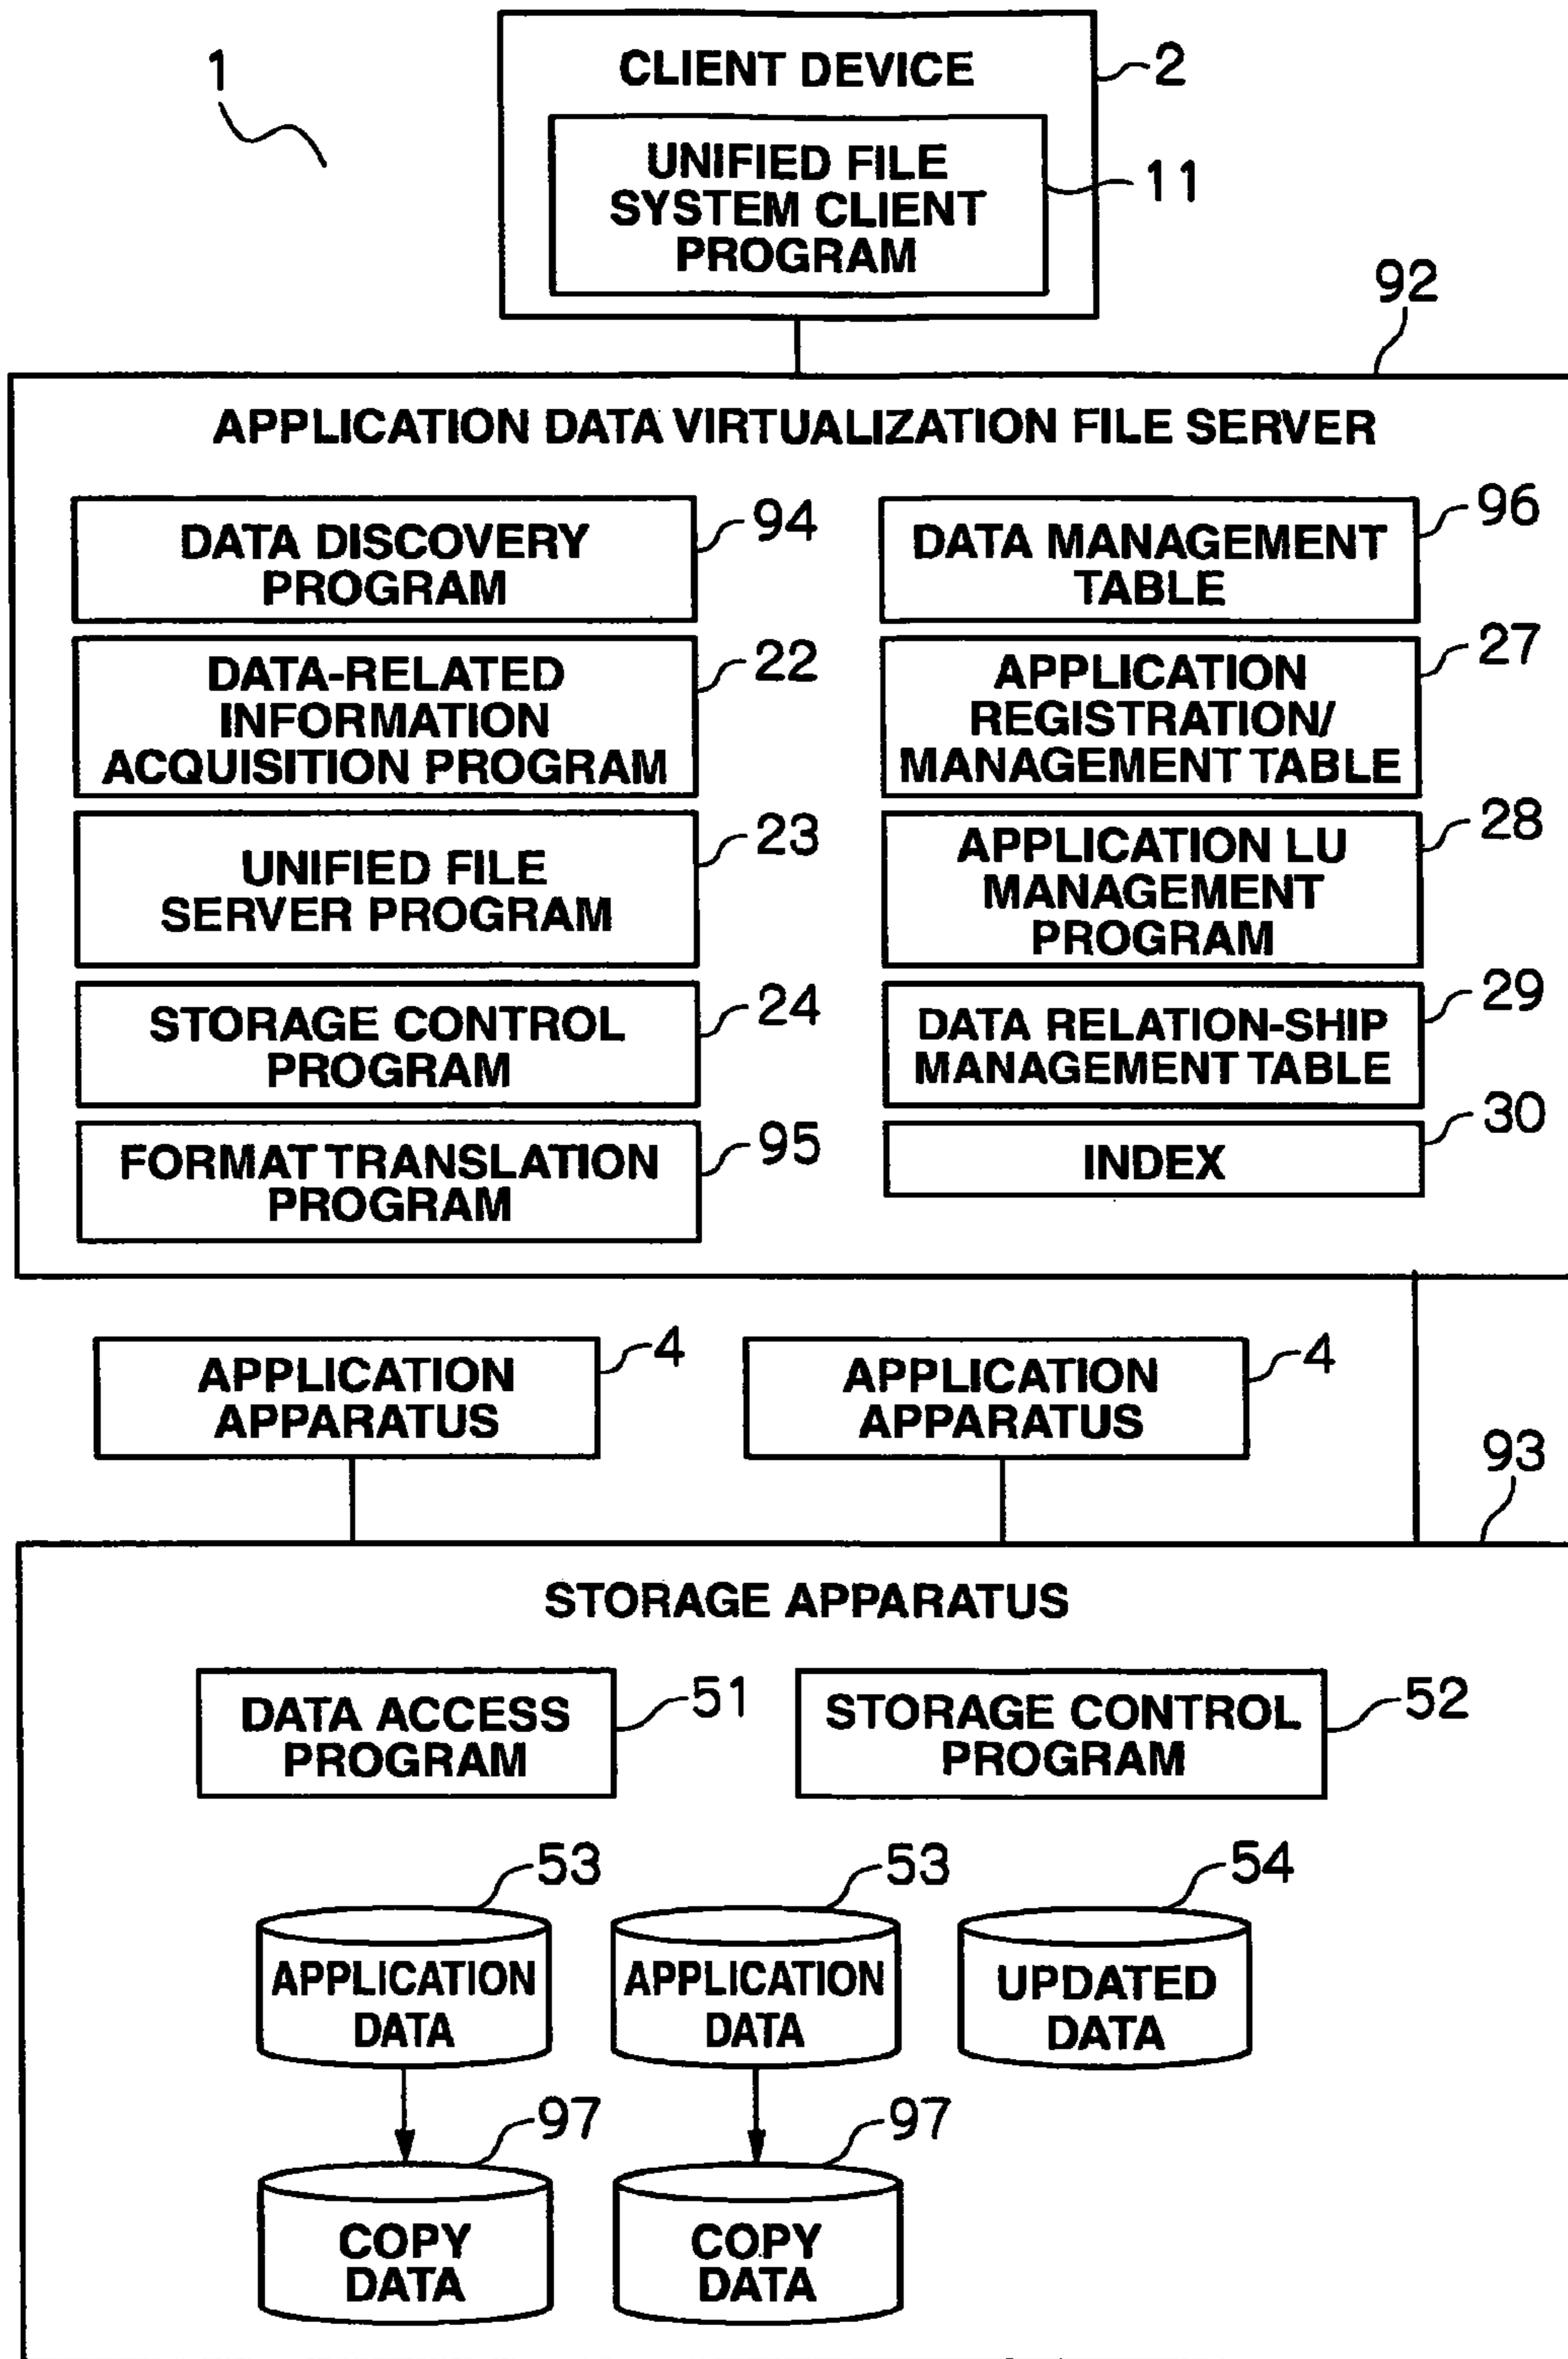 1
CLIENT DEVICE
2
UNIFIED FILE
SYSTEM CLIENT
PROGRAM
11
92
APPLICATION DATA VIRTUALIZATION FILE SERVER
DATA DISCOVERY
PROGRAM
94
DATA-RELATED
INFORMATION
ACQUISITION PROGRAM
22
UNIFIED FILE
SERVER PROGRAM
23
STORAGE CONTROL
PROGRAM
24
FORMAT TRANSLATION
PROGRAM
95
DATA MANAGEMENT
TABLE
96
APPLICATION
REGISTRATION/
MANAGEMENT TABLE
27
APPLICATION LU
MANAGEMENT
PROGRAM
28
DATA RELATION-SHIP
MANAGEMENT TABLE
29
INDEX
30
APPLICATION
APPARATUS
4
APPLICATION
APPARATUS
4
93
STORAGE APPARATUS
DATA ACCESS
PROGRAM
51
STORAGE CONTROL
PROGRAM
52
53
APPLICATION
DATA
53
APPLICATION
DATA
54
UPDATED
DATA
97
COPY
DATA
97
COPY
DATA